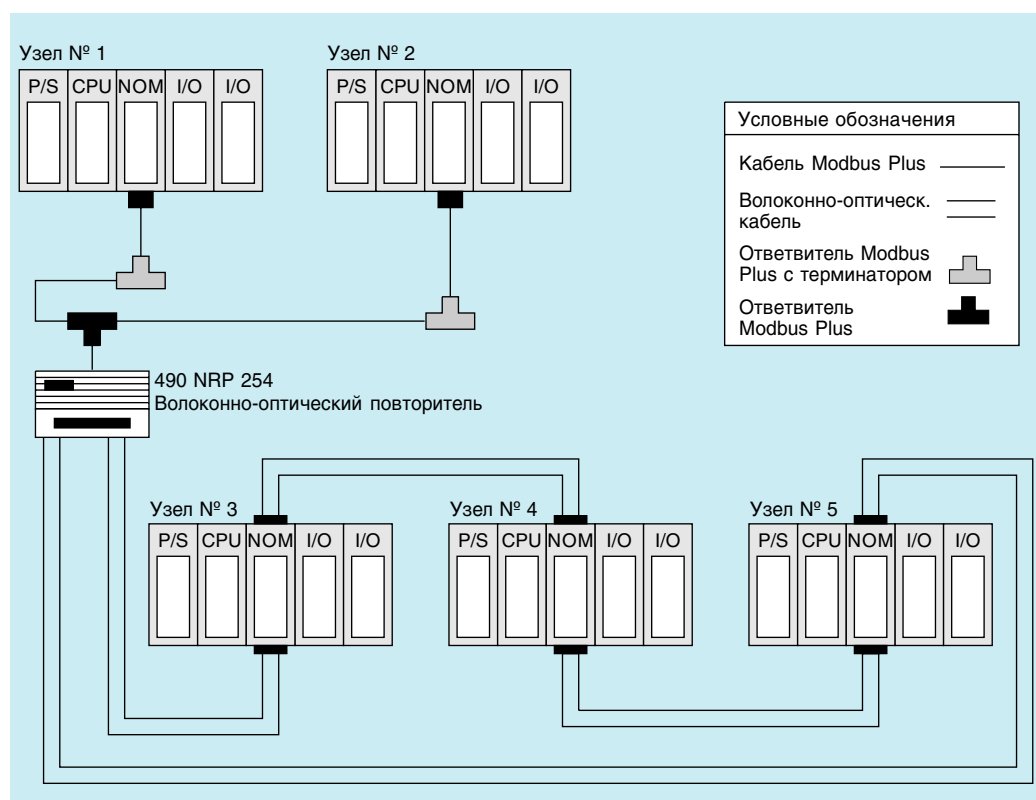 Узел № 1
P/S CPU NOM I/O I/O
Узел № 2
P/S CPU NOM I/O I/O
Условные обозначения
Кабель Modbus Plus
Волоконно-оптическ.
кабель
Ответвитель Modbus
Plus с терминатором
Ответвитель
Modbus Plus
490 NRP 254
Волоконно-оптический повторитель
Узел № 3
P/S CPU NOM I/O I/O
Узел № 4
P/S CPU NOM I/O I/O
Узел № 5
P/S CPU NOM I/O I/O